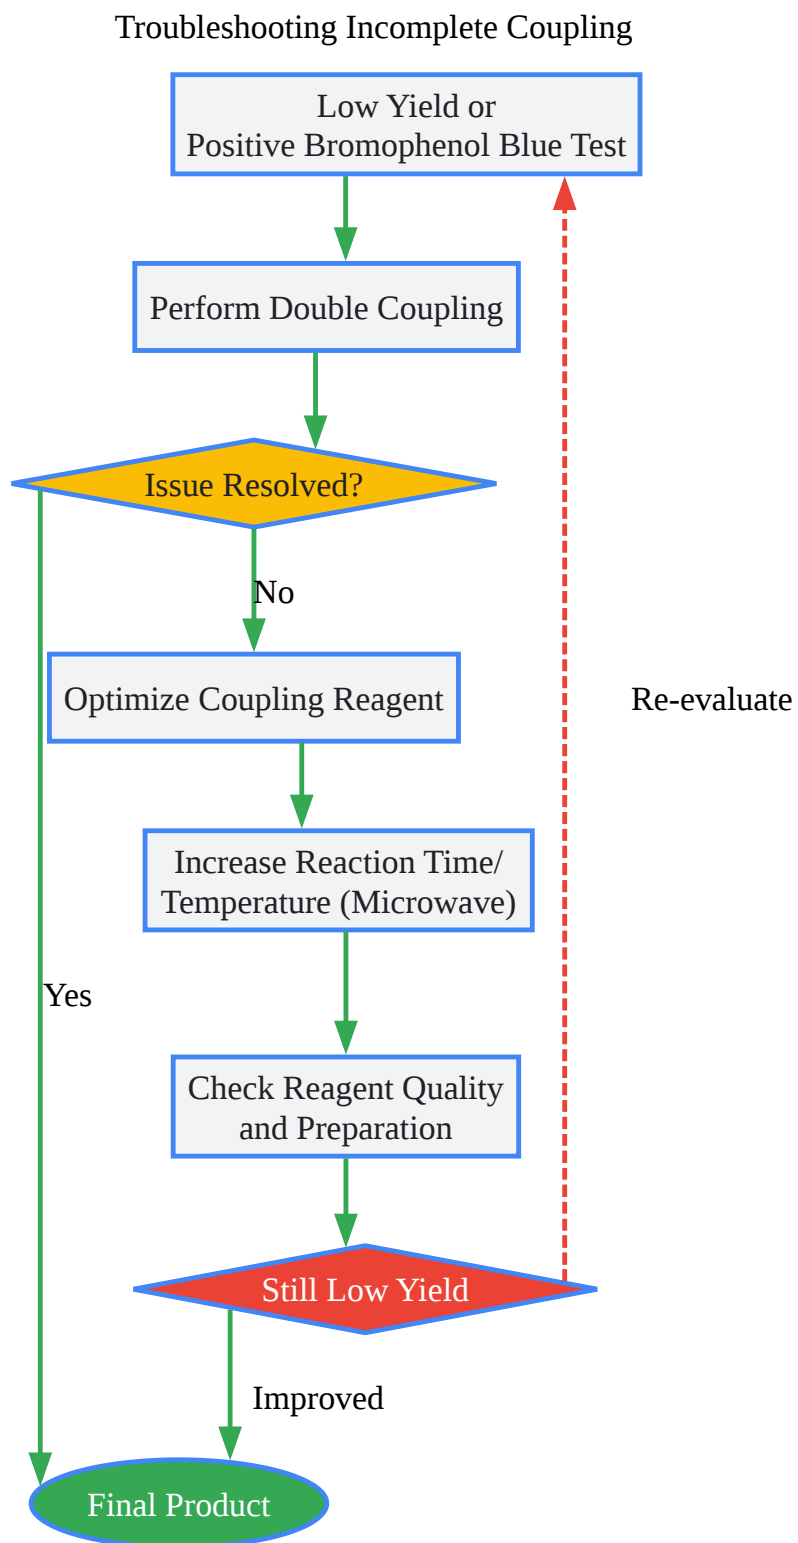 Troubleshooting Incomplete Coupling
Low Yield or
Positive Bromophenol Blue Test
Perform Double Coupling
Issue Resolved?
No
Optimize Coupling Reagent
Re-evaluate
Increase Reaction Time/
Temperature (Microwave)
Yes
Check Reagent Quality
and Preparation
Still Low Yield
Improved
Final Product